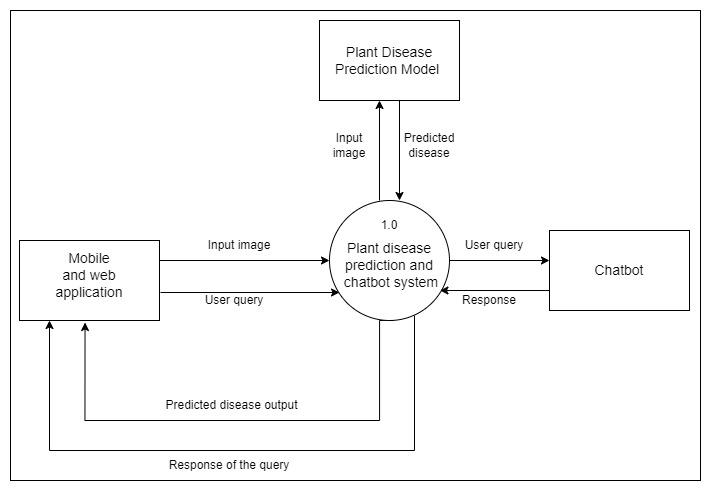 Plant Disease
Prediction Model
Input
image
Predicted
disease
1.0
Plant disease
prediction and
chatbot system
Mobile
and web
application
Input image
User query
User query
Response
Chatbot
Predicted disease output
Response of the query